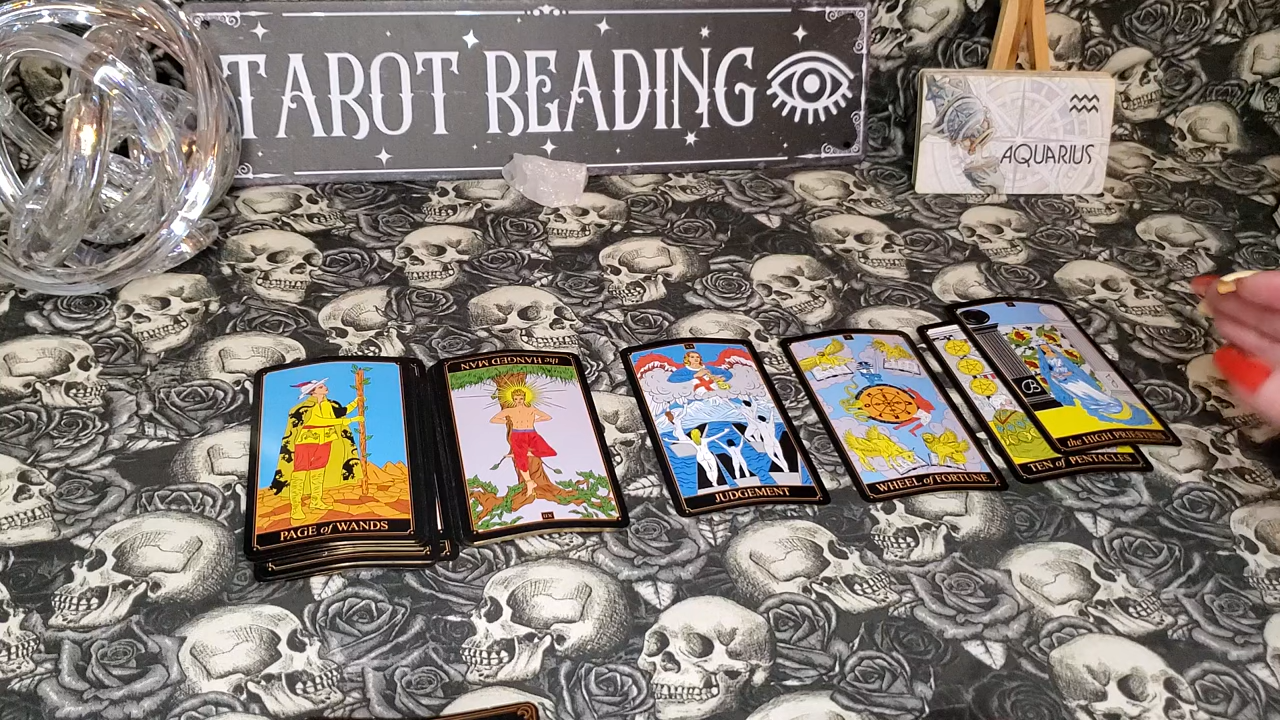 TAROT READING
AQUARIUS
the HANGED MAN
XII
PAGE of WANDS
JUDGEMENT
WHEEL of FORTUNE
the HIGH PRIESTESS
TEN of PENTACLES